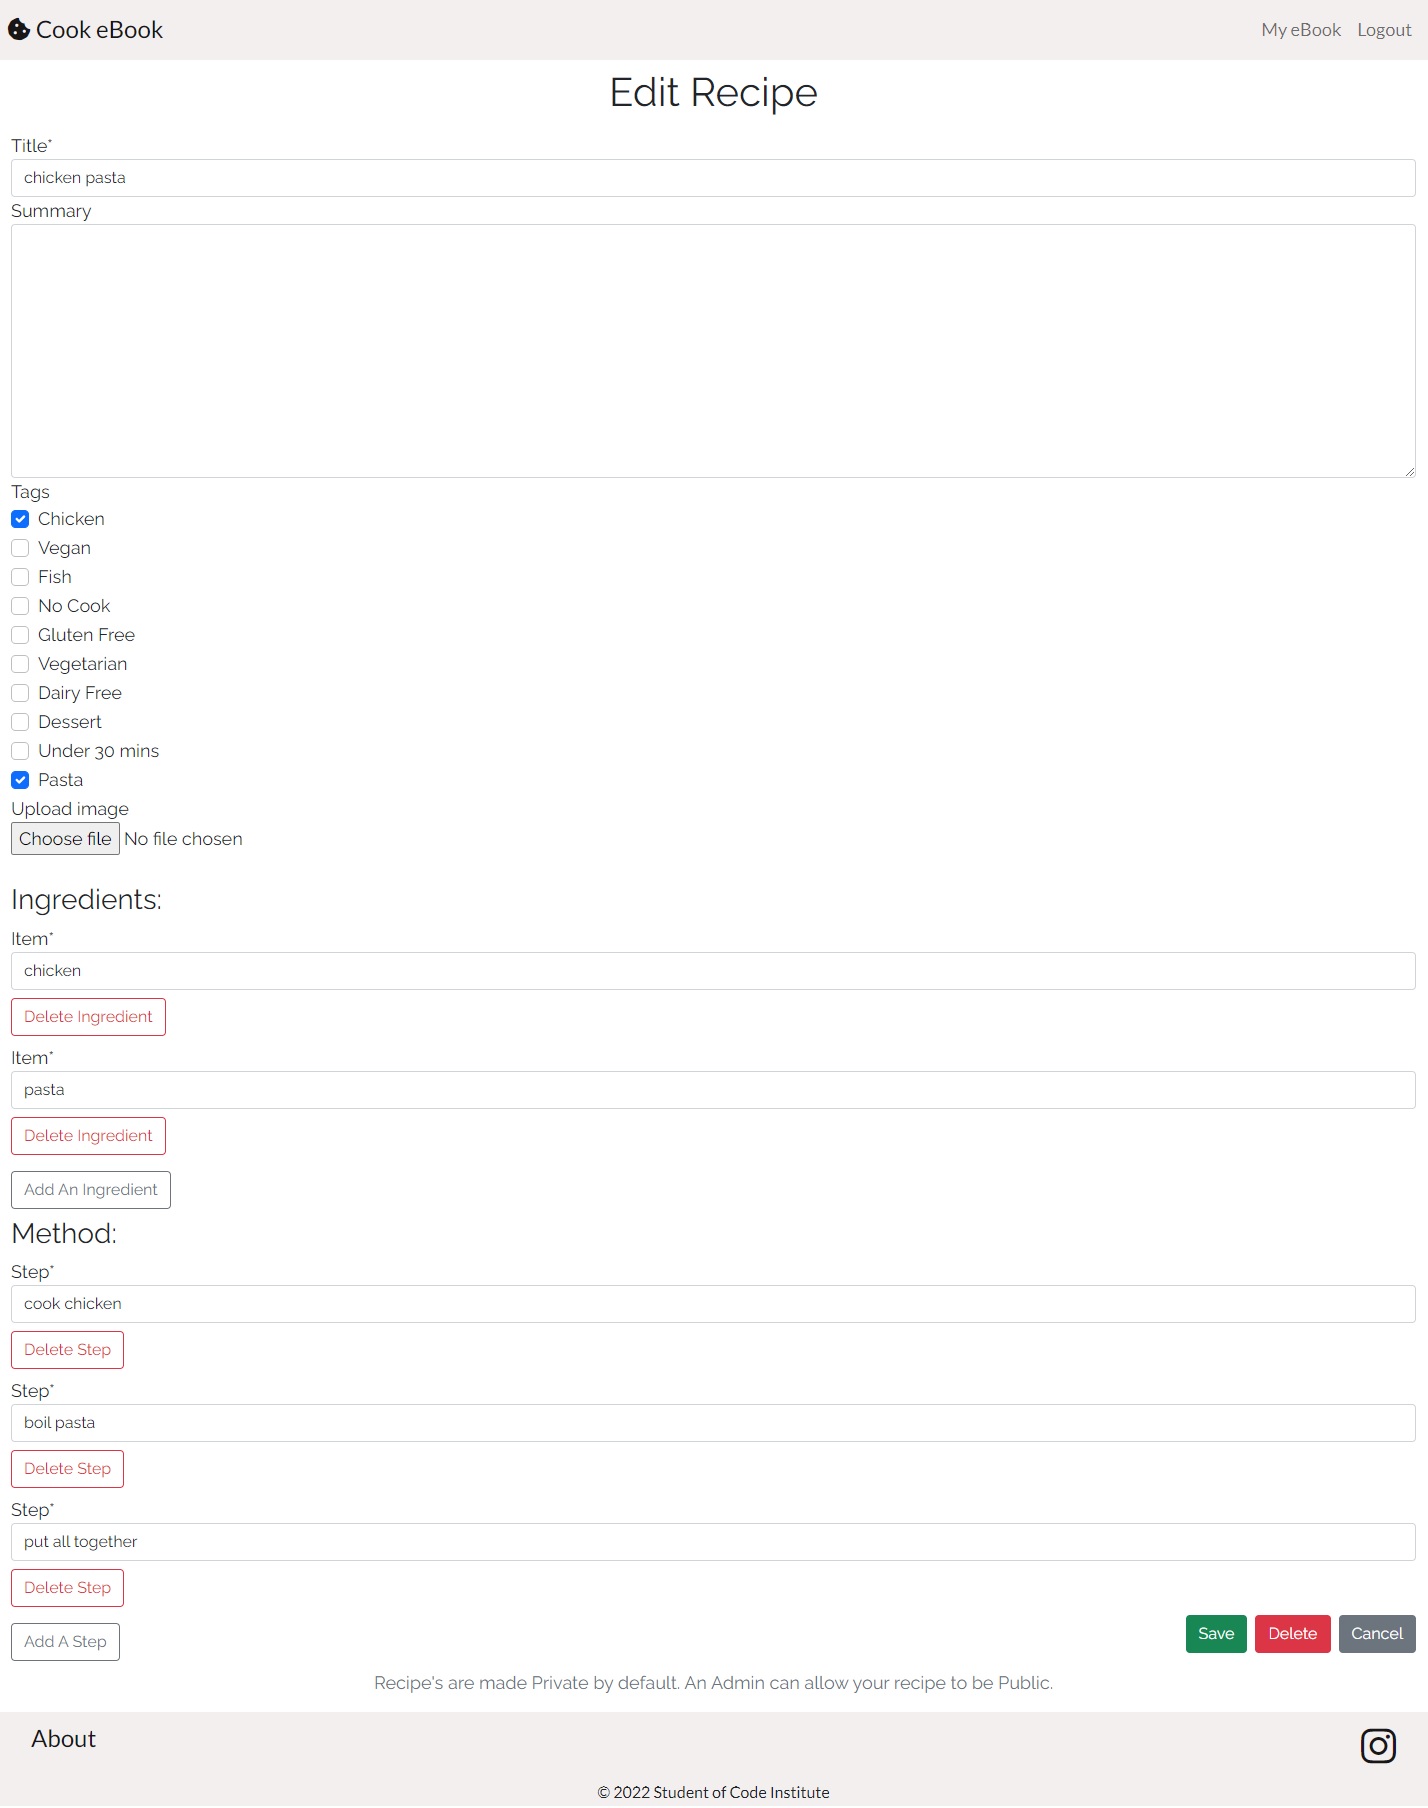 Cook eBook My eBook Logout
Edit Recipe
Title*
chicken pasta
Summary
Tags
Chicken
Vegan
Fish
No Cook
Gluten Free
Vegetarian
Dairy Free
Dessert
Under 30 mins
Pasta
Upload image
Choose file No file chosen
Ingredients:
Item*
chicken
Delete Ingredient
Item*
pasta
Delete Ingredient
Add An Ingredient
Method:
Step*
cook chicken
Delete Step
Step*
boil pasta
Delete Step
Step*
put all together
Delete Step
Add A Step Save Delete Cancel
Recipe's are made Private by default. An Admin can allow your recipe to be Public.
About
© 2022 Student of Code Institute